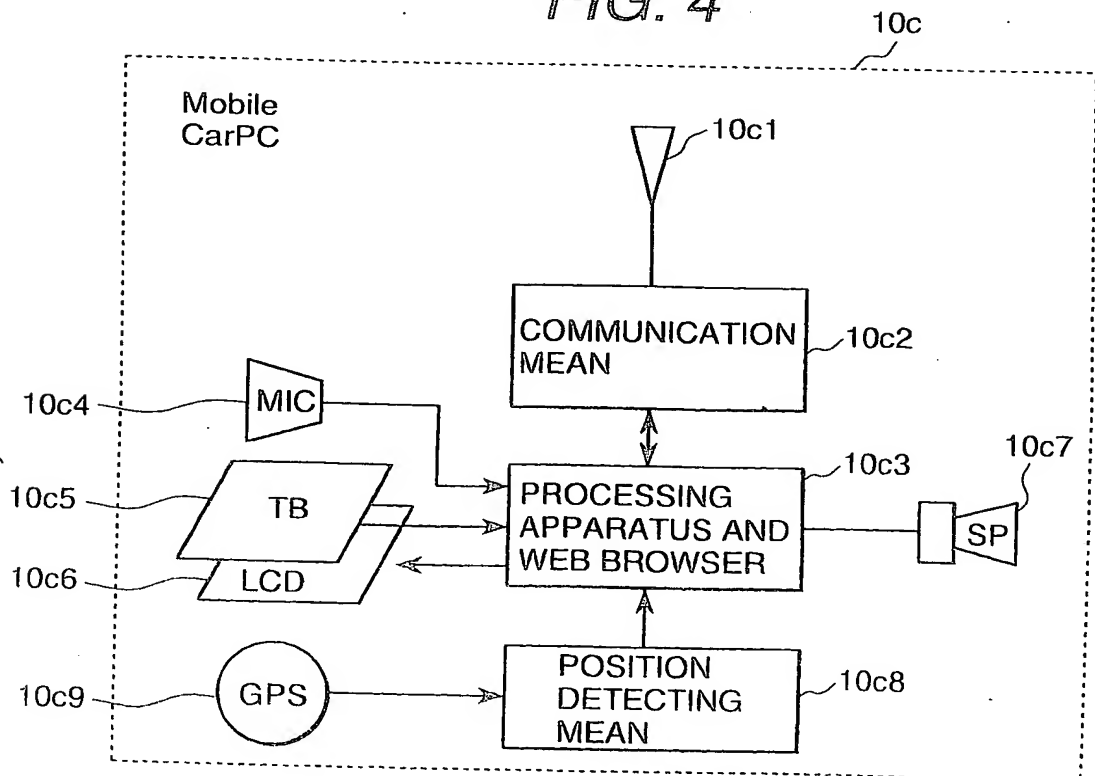 FIG. 4
10c
Mobile
CarPC
10c1
COMMUNICATION
MEAN
10c2
10c4
MIC
10c3
10c7
10c5
TB
PROCESSING
APPARATUS AND
WEB BROWSER
SP
10c6
LCD
10c9
GPS
POSITION
DETECTING
MEAN
10c8